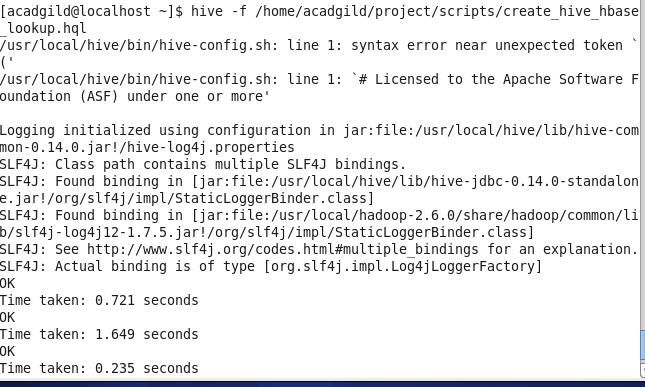 [acadgild@localhost ~]$ hive -f /home/acadgild/project/scripts/create_hive_hbase
_lookup.hql
/usr/local/hive/bin/hive-config.sh: line 1: syntax error near unexpected token `
('
/usr/local/hive/bin/hive-config.sh: line 1: `# Licensed to the Apache Software F
oundation (ASF) under one or more'

Logging initialized using configuration in jar:file:/usr/local/hive/lib/hive-com
mon-0.14.0.jar!/hive-log4j.properties
SLF4J: Class path contains multiple SLF4J bindings.
SLF4J: Found binding in [jar:file:/usr/local/hive/lib/hive-jdbc-0.14.0-standalon
e.jar!/org/slf4j/impl/StaticLoggerBinder.class]
SLF4J: Found binding in [jar:file:/usr/local/hadoop-2.6.0/share/hadoop/common/li
b/slf4j-log4j12-1.7.5.jar!/org/slf4j/impl/StaticLoggerBinder.class]
SLF4J: See http://www.slf4j.org/codes.html#multiple_bindings for an explanation.
SLF4J: Actual binding is of type [org.slf4j.impl.Log4jLoggerFactory]
OK
Time taken: 0.721 seconds
OK
Time taken: 1.649 seconds
OK
Time taken: 0.235 seconds